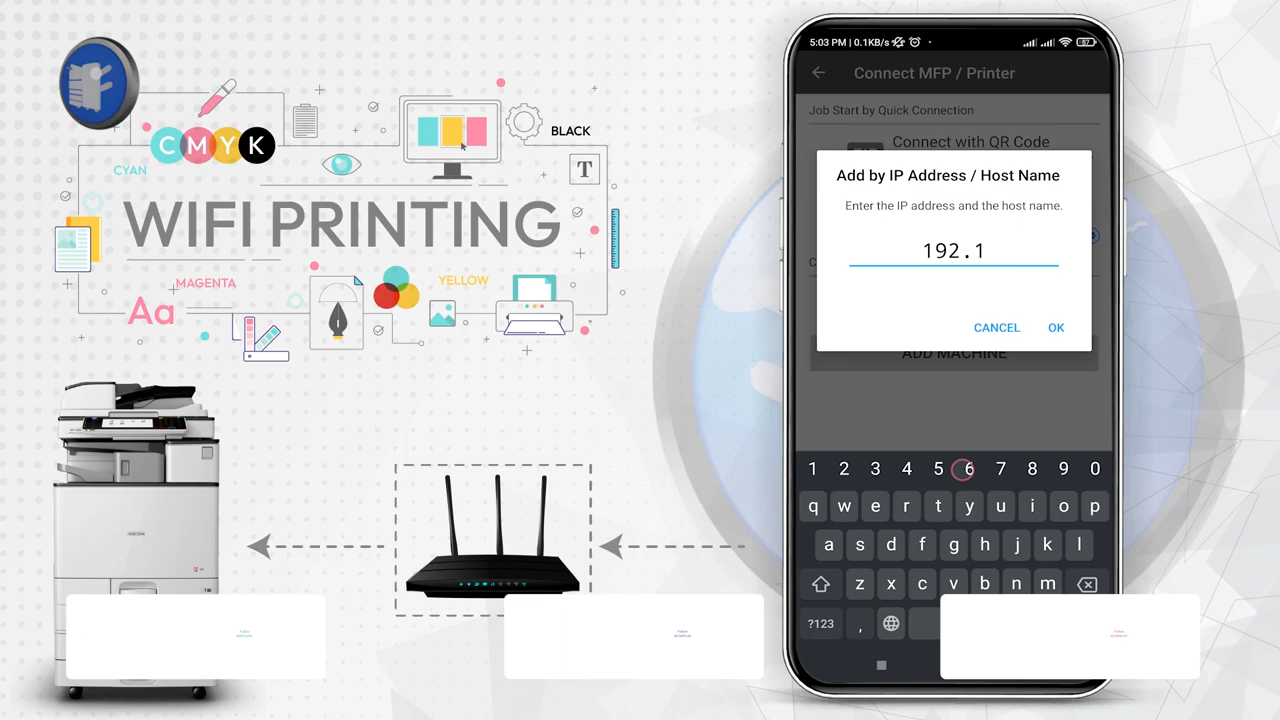 C M Y K
BLACK
T
CYAN
WIFI PRINTING
MAGENTA
YELLOW
Aa
5:03 PM | 0.1KB/s
57
Connect MFP / Printer
Job Start by Quick Connection
Connect with QR Code
Add by IP Address / Host Name
Enter the IP address and the host name.
192.1
CANCEL OK
ADD MACHINE
1 2 3 4 5 6 7 8 9 0
q w e r t y u i o p
a s d f g h j k l
z x c v b n m
?123 ,